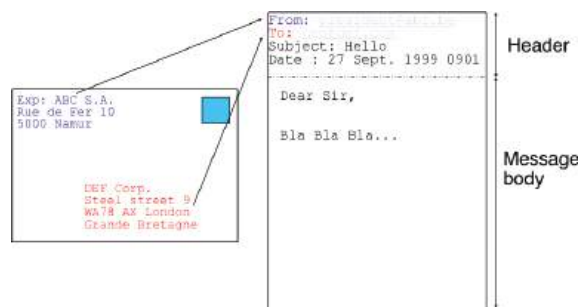 Exp: ABC S.A.
Rue de Fer 10
5000 Namur
DEF Corp.
Steel street 9
WA78 AX London
Grande Bretagne
From:
To:
Subject: Hello
Date : 27 Sept. 1999 0901
Dear Sir,
Bla Bla Bla...
Header
Message
body